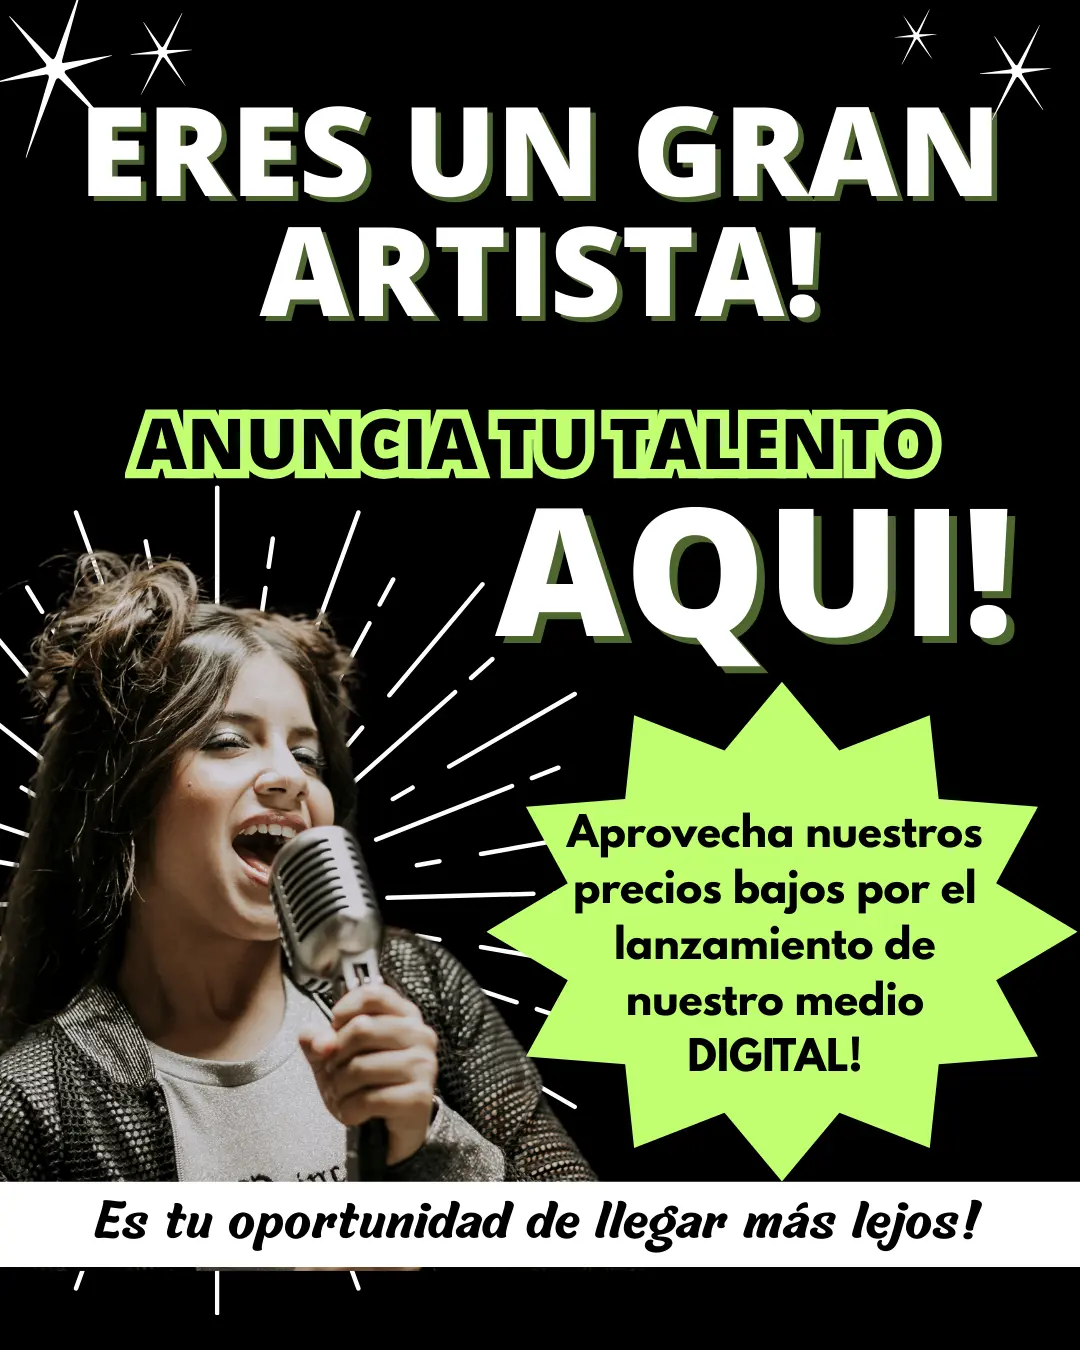 ERES UN GRAN
ARTISTA!
ANUNCIA TU TALENTO
AQUI!
Aprovecha nuestros
precios bajos por el
lanzamiento de
nuestro medio
DIGITAL!
Es tu oportunidad de llegar más lejos!